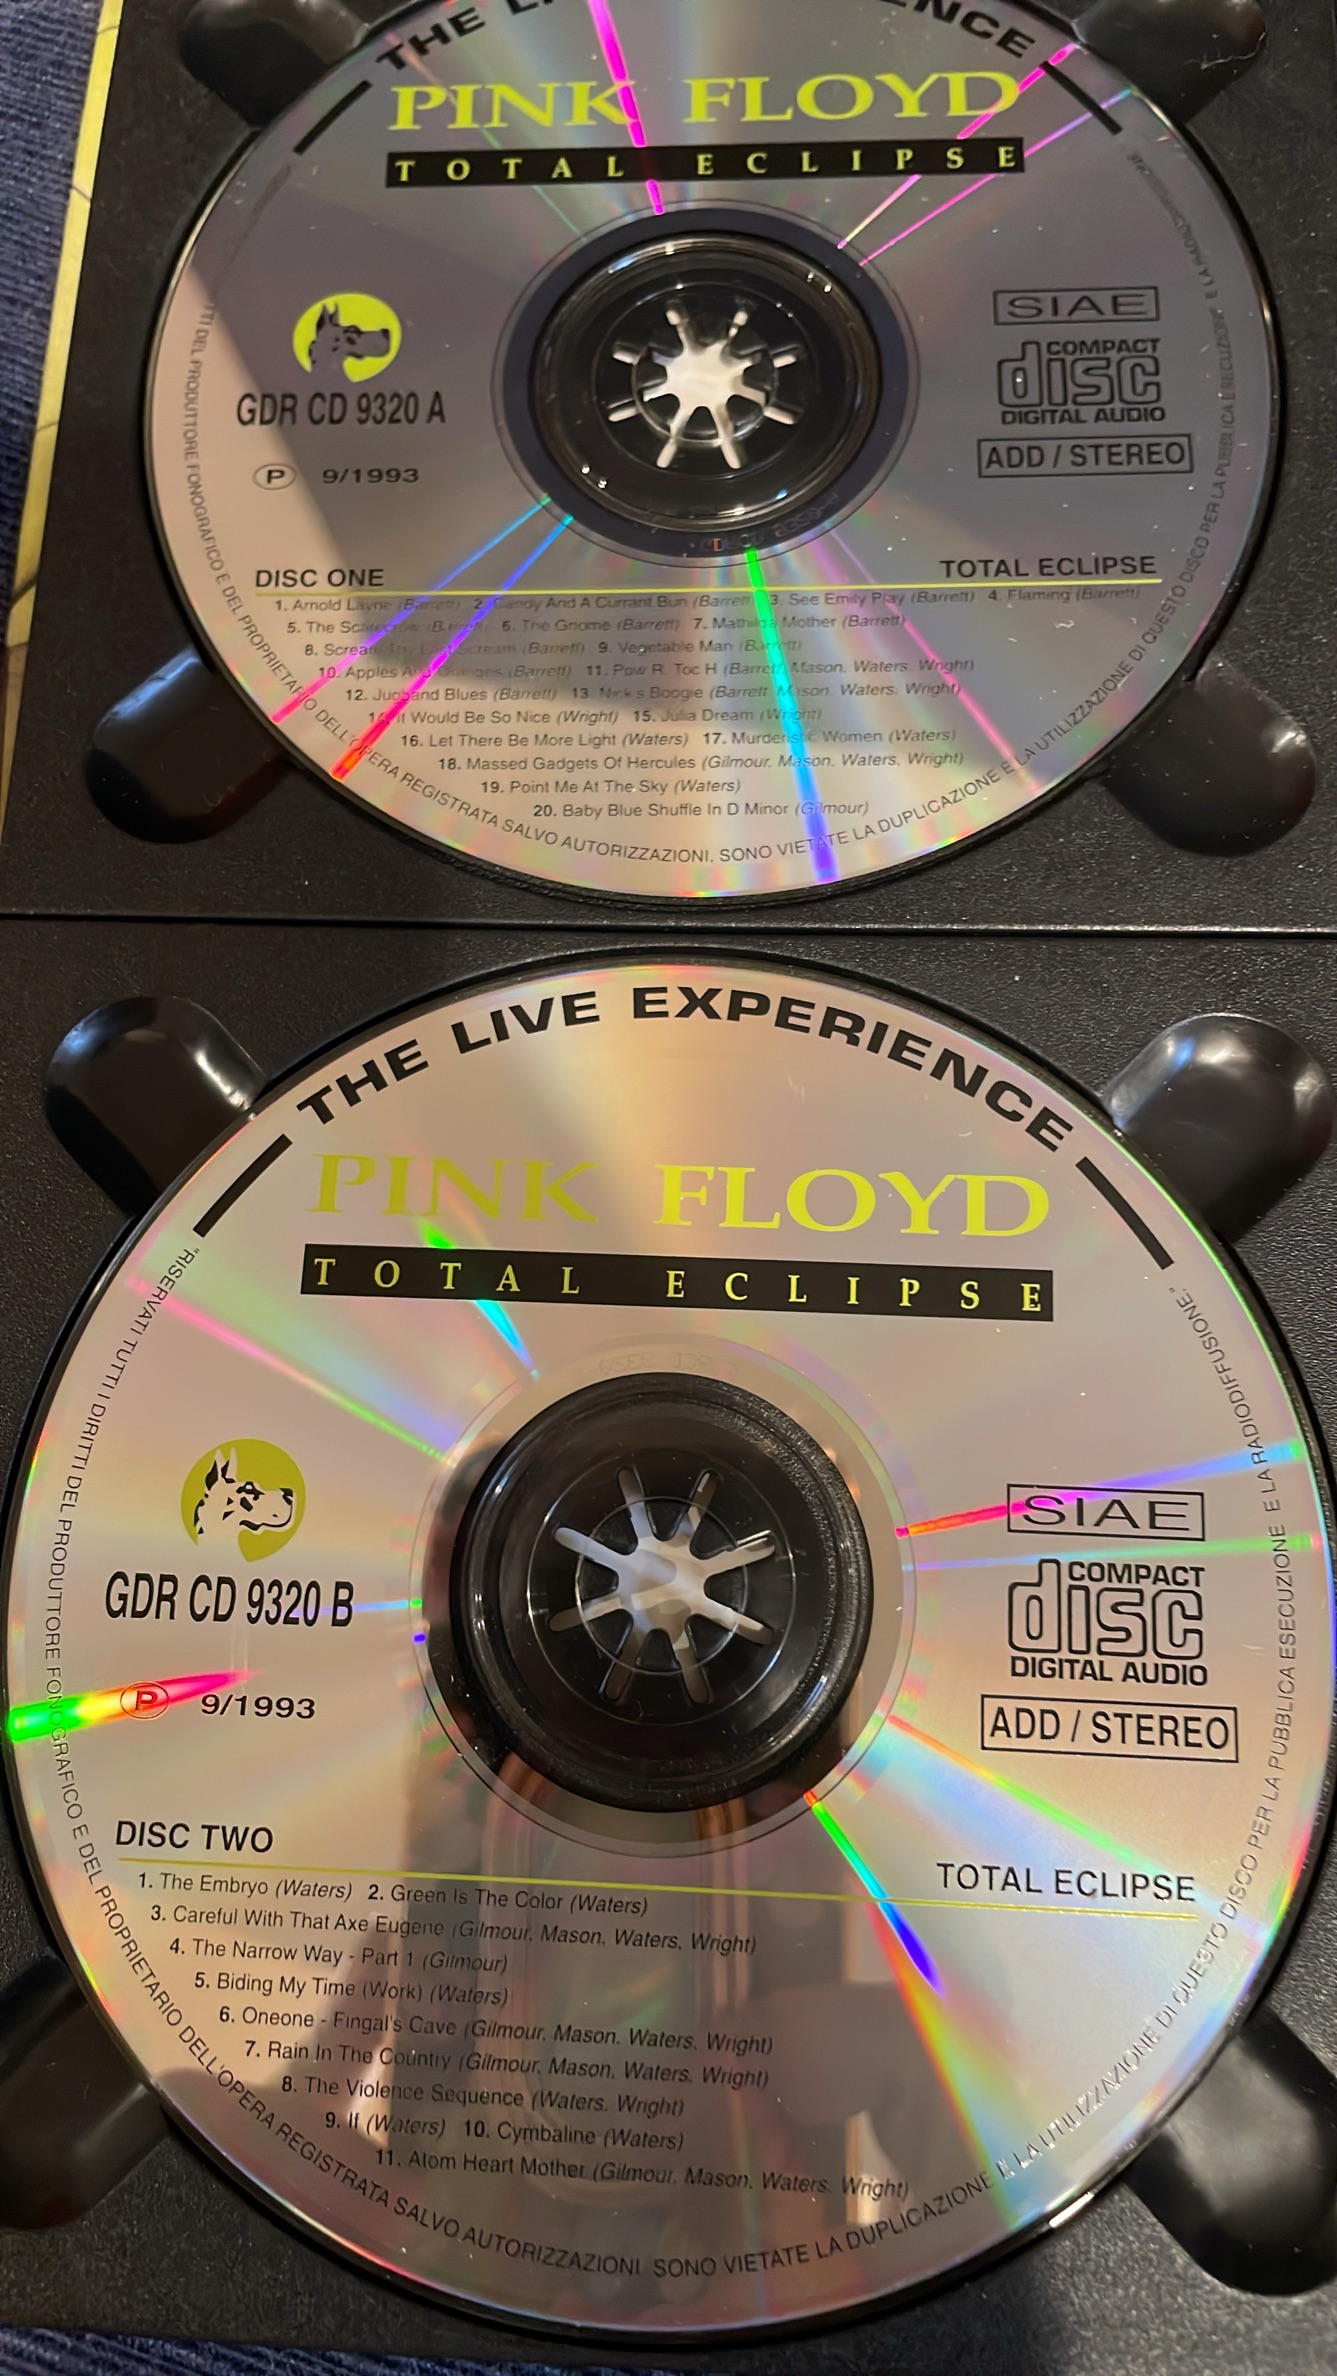 THE LIVE EXPERIENCE
PINK FLOYD
TOTAL ECLIPSE
GDR CD 9320 A
P 9/1993
SIAE
COMPACT
disc
DIGITAL AUDIO
ADD / STEREO
DISC ONE
TOTAL ECLIPSE
1. Arnold Layne (Barrett) 2. Candy And A Currant Bun (Barrett) 3. See Emily Play (Barrett) 4. Flaming (Barrett)
5. The Scarecrow (Barrett) 6. The Gnome (Barrett) 7. Mathilda Mother (Barrett)
8. Scream Thy Last Scream (Barrett) 9. Vegetable Man (Barrett)
10. Apples And Oranges (Barrett) 11. Pow R. Toc H (Barrett, Mason, Waters, Wright)
12. Jugband Blues (Barrett) 13. Nick's Boogie (Barrett, Mason, Waters, Wright)
14. It Would Be So Nice (Wright) 15. Julia Dream (Wright)
16. Let There Be More Light (Waters) 17. Murderistic Women (Waters)
18. Massed Gadgets Of Hercules (Gilmour, Mason, Waters, Wright)
19. Point Me At The Sky (Waters)
20. Baby Blue Shuffle In D Minor (Gilmour)
DEL PRODUTTORE FONOGRAFICO E DEL PROPRIETARIO DELL'OPERA REGISTRATA SALVO AUTORIZZAZIONI. SONO VIETATE LA DUPLICAZIONE E LA UTILIZZAZIONE DI QUESTO DISCO PER LA PUBBLICA ESECUZIONE E LA
THE LIVE EXPERIENCE
PINK FLOYD
TOTAL ECLIPSE
GDR CD 9320 B
P 9/1993
SIAE
COMPACT
disc
DIGITAL AUDIO
ADD / STEREO
DISC TWO
TOTAL ECLIPSE
1. The Embryo (Waters) 2. Green Is The Color (Waters)
3. Careful With That Axe Eugene (Gilmour, Mason, Waters, Wright)
4. The Narrow Way - Part 1 (Gilmour)
5. Biding My Time (Work) (Waters)
6. Oneone - Fingal's Cave (Gilmour, Mason, Waters, Wright)
7. Rain In The Country (Gilmour, Mason, Waters, Wright)
8. The Violence Sequence (Waters, Wright)
9. If (Waters) 10. Cymbaline (Waters)
11. Atom Heart Mother (Gilmour, Mason, Waters, Wright)
"RISERVATI TUTTI I DIRITTI DEL PRODUTTORE FONOGRAFICO E DEL PROPRIETARIO DELL'OPERA REGISTRATA SALVO AUTORIZZAZIONI. SONO VIETATE LA DUPLICAZIONE E LA UTILIZZAZIONE DI QUESTO DISCO PER LA PUBBLICA ESECUZIONE E LA RADIODIFFUSIONE."